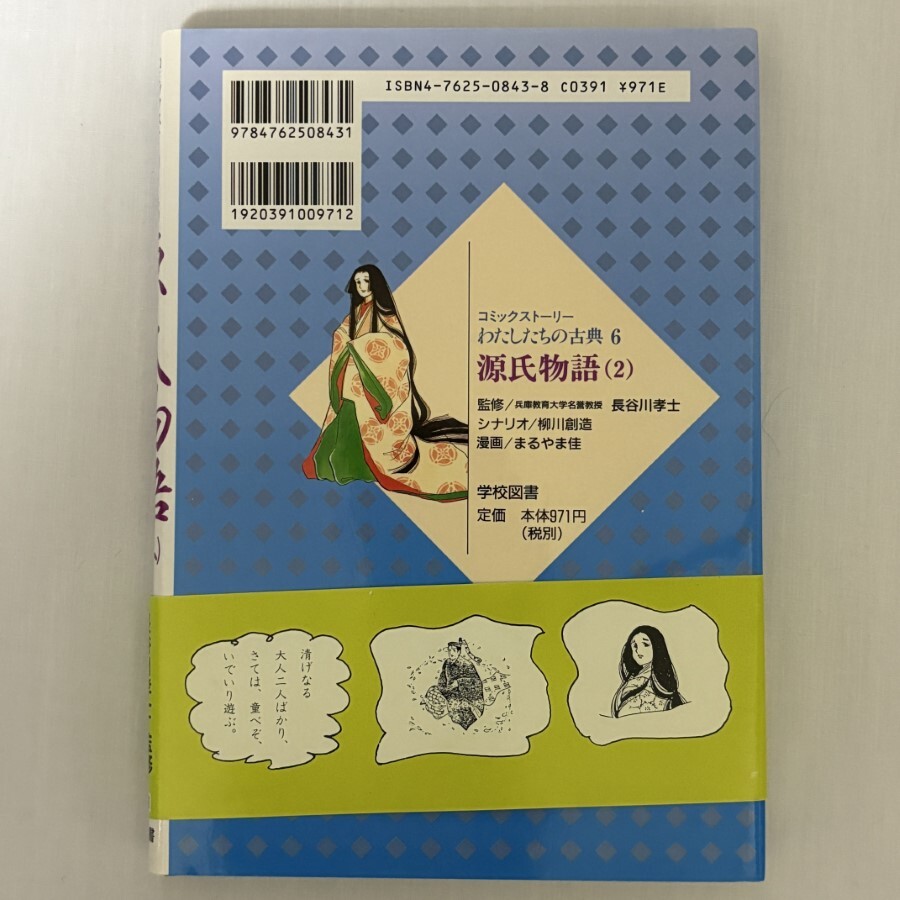 ISBN4-7625-0843-8 C0391 ¥971E
9784762508431
1920391009712
コミックストーリー
わたしたちの古典 6
源氏物語(2)
監修/兵庫教育大学名誉教授 長谷川孝士
シナリオ/柳川創造
漫画/まるやま佳
学校図書
定価 本体971円
(税別)
清げなる
大人二人ばかり、
さては、童べぞ、
いでいり遊ぶ。